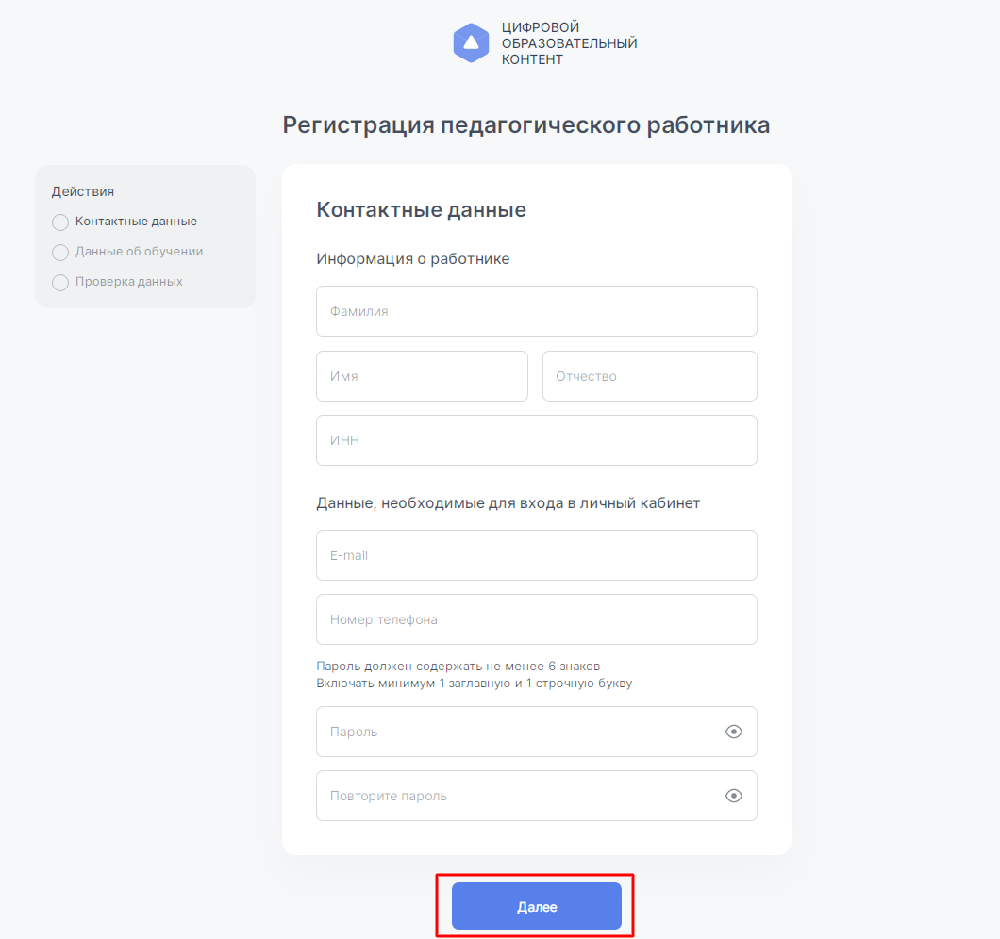 ЦИФРОВОЙ
ОБРАЗОВАТЕЛЬНЫЙ
КОНТЕНТ
Регистрация педагогического работника
Действия
Контактные данные
Данные об обучении
Проверка данных
Контактные данные
Информация о работнике
Фамилия
Имя
Отчество
ИНН
Данные, необходимые для входа в личный кабинет
E-mail
Номер телефона
Пароль должен содержать не менее 6 знаков
Включать минимум 1 заглавную и 1 строчную букву
Пароль
Повторите пароль
Далее